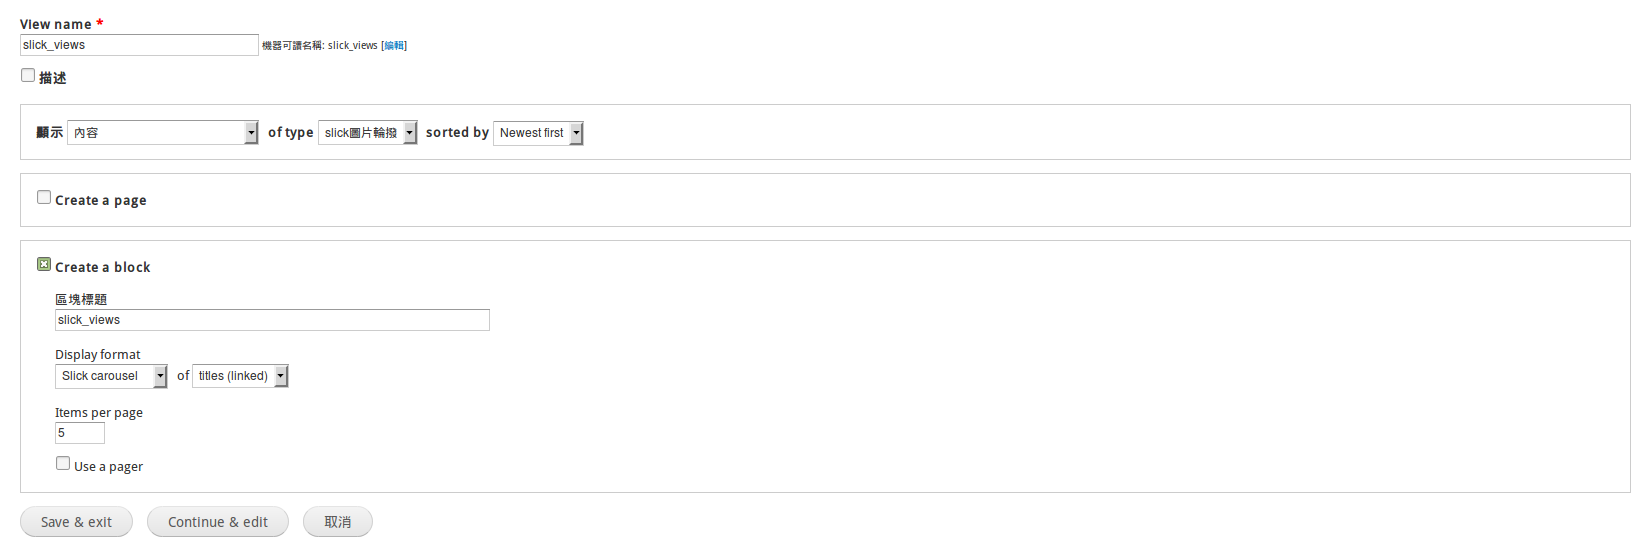 View name *
slick_views 機器可讀名稱: slick_views [編輯]
描述
顯示 內容 of type slick圖片輪撥 sorted by Newest first
Create a page
Create a block
區塊標題
slick_views
Display format
Slick carousel of titles (linked)
Items per page
5
Use a pager
Save & exit Continue & edit 取消